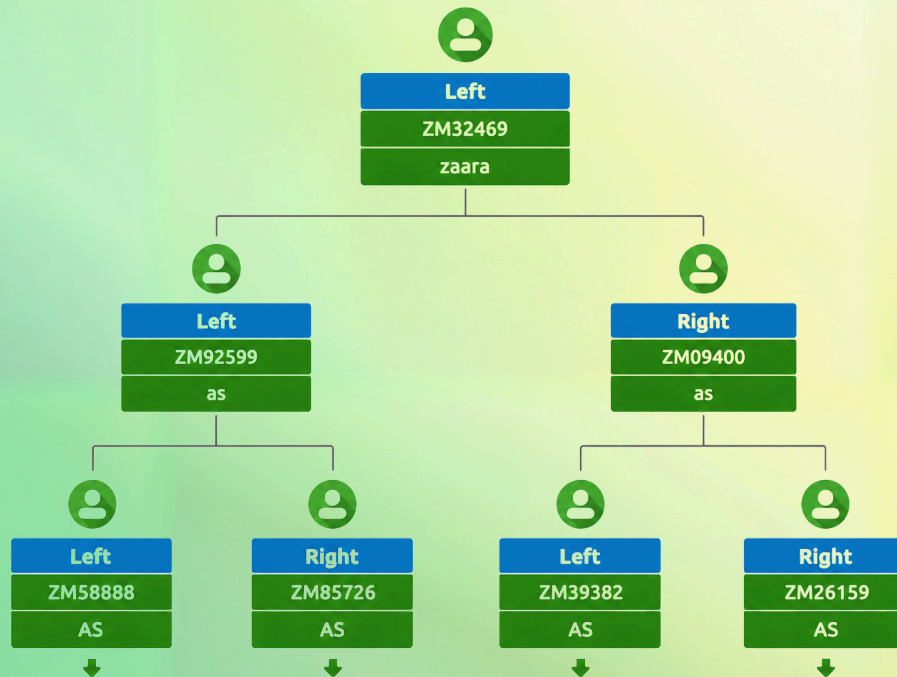 Left
ZM32469
zaara
Left
ZM92599
as
Right
ZM09400
as
Left
ZM58888
AS
Right
ZM85726
AS
Left
ZM39382
AS
Right
ZM26159
AS